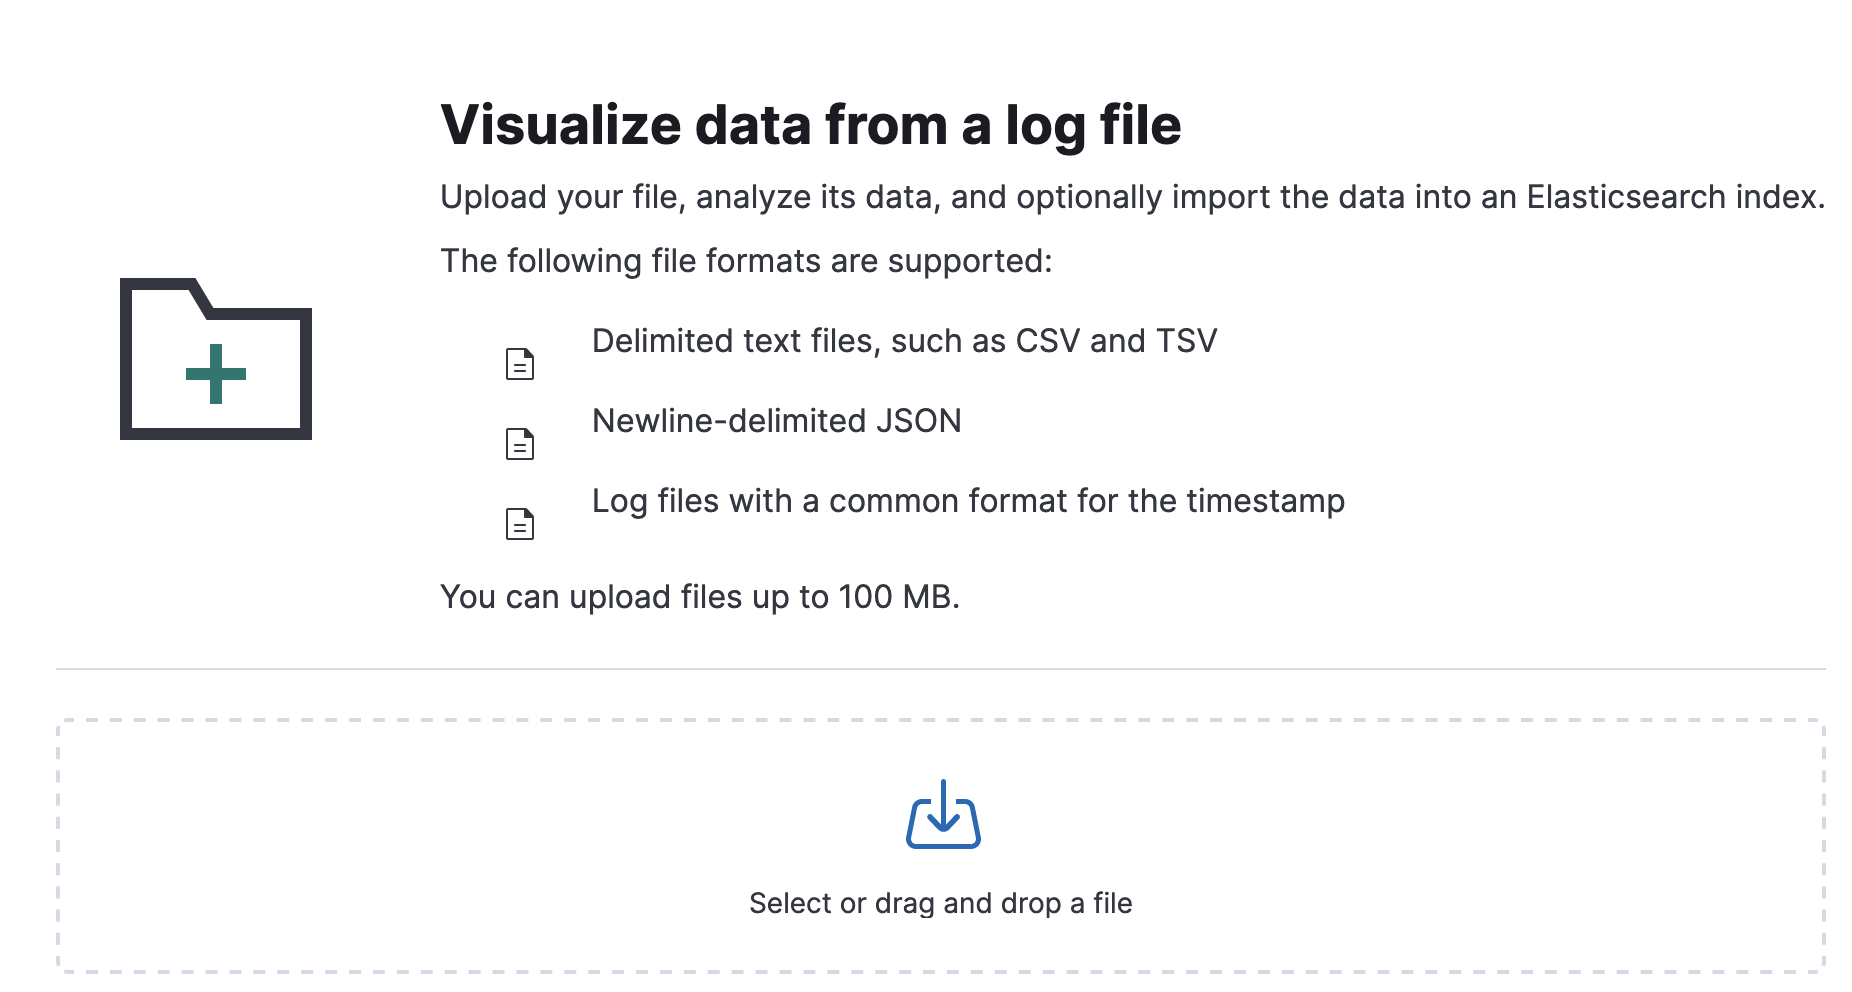 Visualize data from a log file
Upload your file, analyze its data, and optionally import the data into an Elasticsearch index.
The following file formats are supported:
Delimited text files, such as CSV and TSV
Newline-delimited JSON
Log files with a common format for the timestamp
You can upload files up to 100 MB.
Select or drag and drop a file